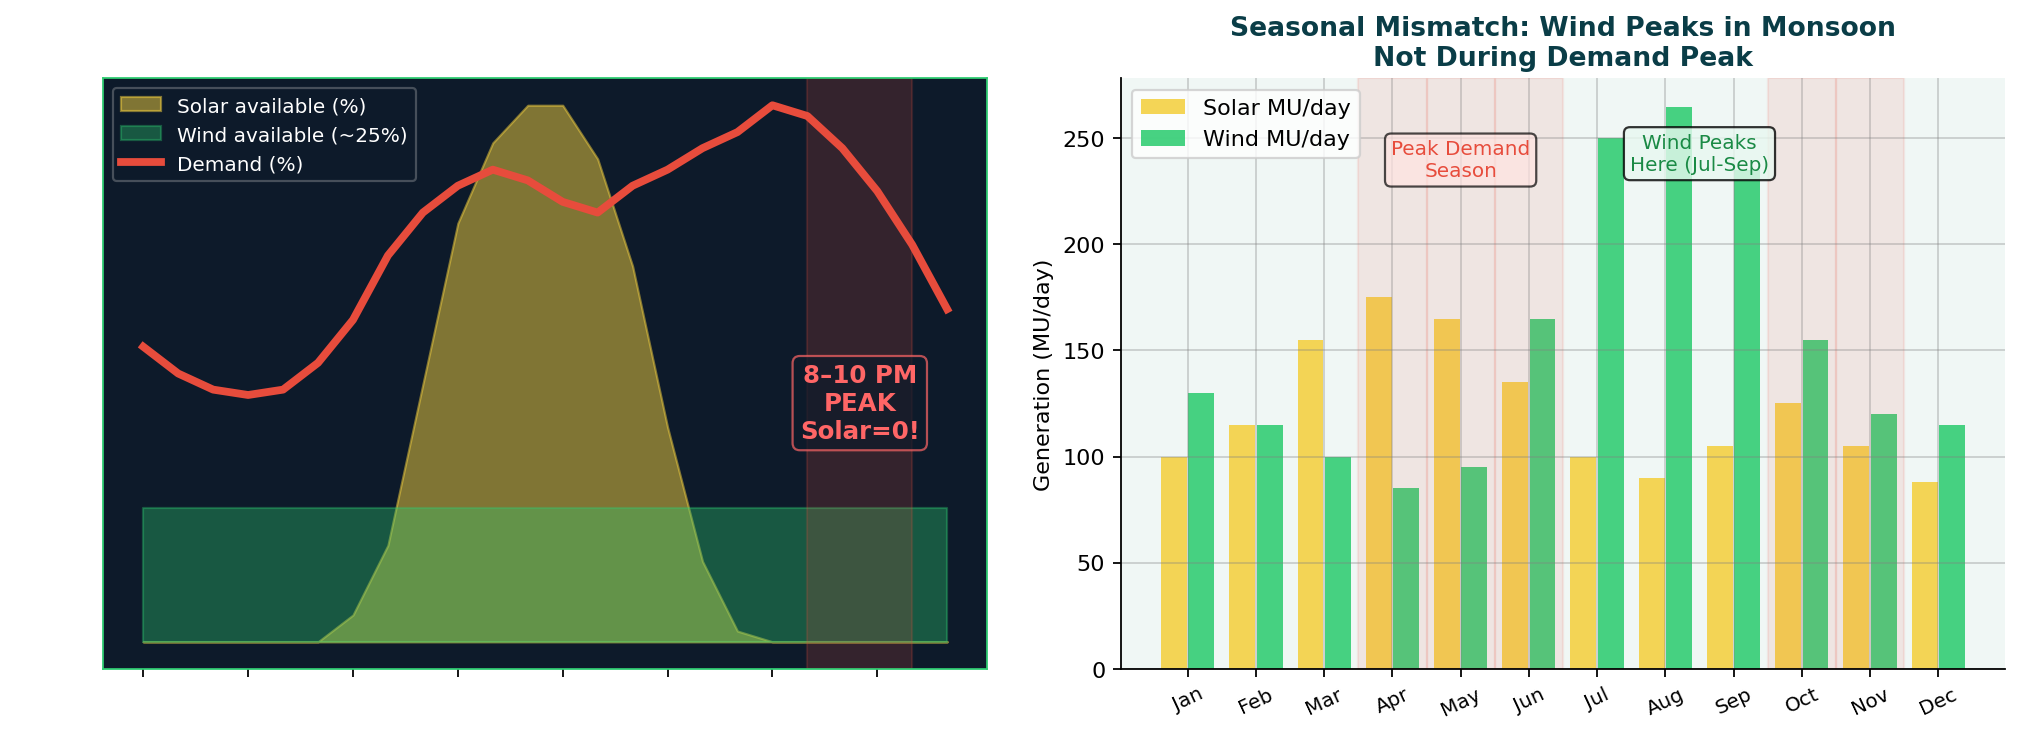 Solar available (%)
Wind available (~25%)
Demand (%)
8–10 PM
PEAK
Solar=0!
Seasonal Mismatch: Wind Peaks in Monsoon
Not During Demand Peak
Solar MU/day
Wind MU/day
Peak Demand
Season
Wind Peaks
Here (Jul-Sep)
Generation (MU/day)
250
200
150
100
50
0
Jan
Feb
Mar
Apr
May
Jun
Jul
Aug
Sep
Oct
Nov
Dec